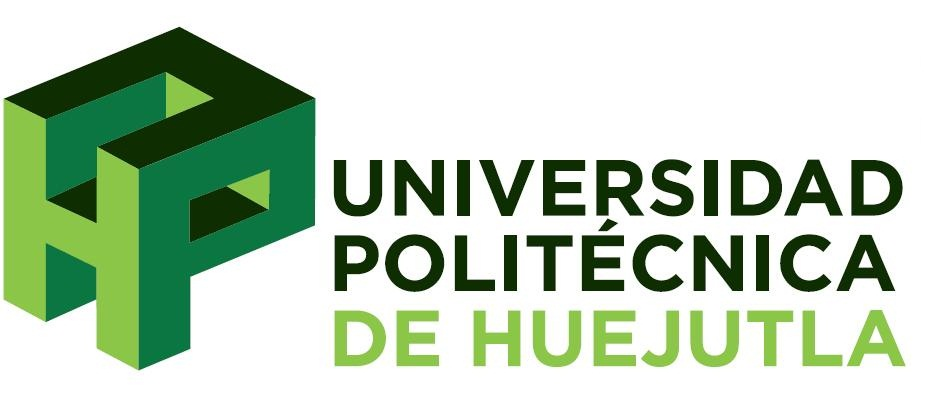 UNIVERSIDAD
POLITÉCNICA
DE HUEJUTLA